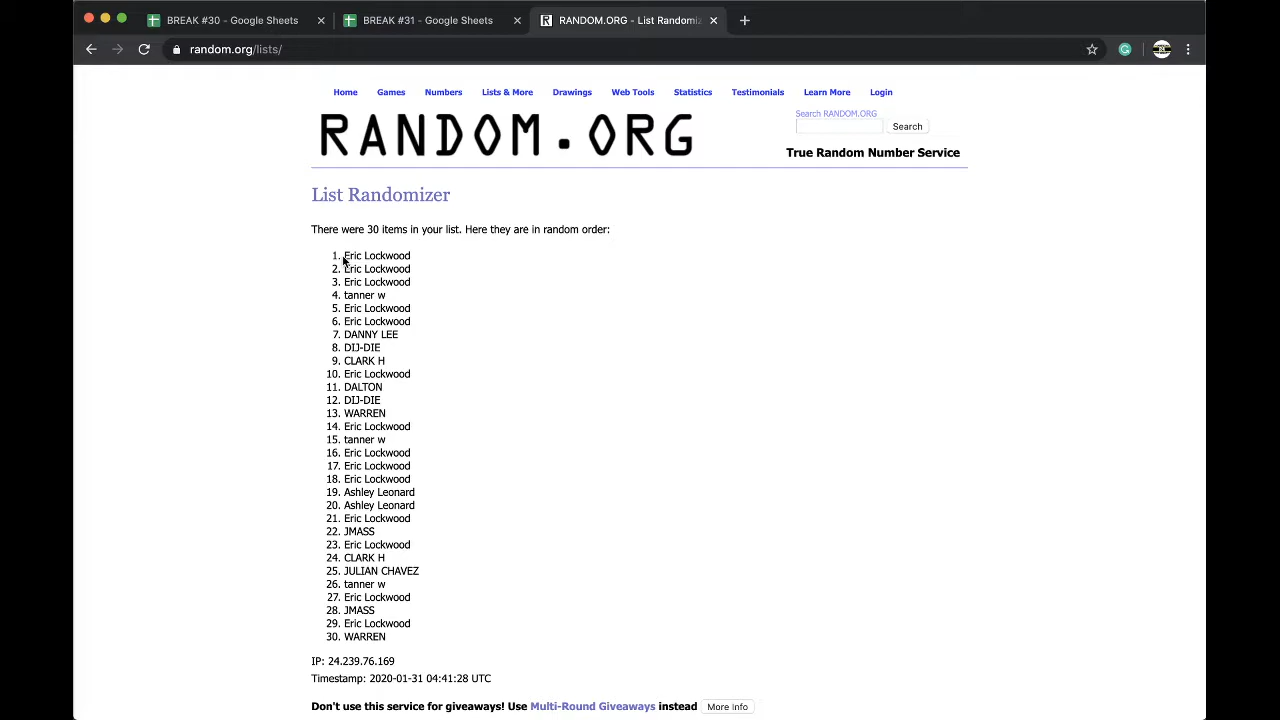 BREAK #30 - Google Sheets
BREAK #31 - Google Sheets
RANDOM.ORG - List Randomiz
random.org/lists/
Home Games Numbers Lists & More Drawings Web Tools Statistics Testimonials Learn More Login
Search RANDOM.ORG
RANDOM.ORG
Search
True Random Number Service
List Randomizer
There were 30 items in your list. Here they are in random order:
1. Eric Lockwood
2. Eric Lockwood
3. Eric Lockwood
4. tanner w
5. Eric Lockwood
6. Eric Lockwood
7. DANNY LEE
8. DIJ-DIE
9. CLARK H
10. Eric Lockwood
11. DALTON
12. DIJ-DIE
13. WARREN
14. Eric Lockwood
15. tanner w
16. Eric Lockwood
17. Eric Lockwood
18. Eric Lockwood
19. Ashley Leonard
20. Ashley Leonard
21. Eric Lockwood
22. JMASS
23. Eric Lockwood
24. CLARK H
25. JULIAN CHAVEZ
26. tanner w
27. Eric Lockwood
28. JMASS
29. Eric Lockwood
30. WARREN
IP: 24.239.76.169
Timestamp: 2020-01-31 04:41:28 UTC
Don't use this service for giveaways! Use Multi-Round Giveaways instead More Info